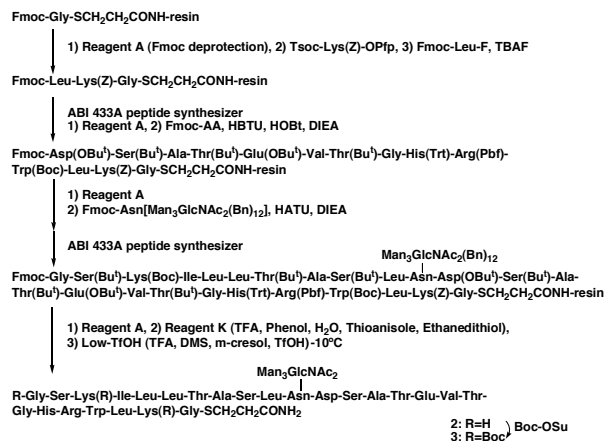 Fmoc-Gly-SCH₂CH₂CONH-resin
1) Reagent A (Fmoc deprotection), 2) Tsoc-Lys(Z)-OPfp, 3) Fmoc-Leu-F, TBAF
Fmoc-Leu-Lys(Z)-Gly-SCH₂CH₂CONH-resin
ABI 433A peptide synthesizer
1) Reagent A, 2) Fmoc-AA, HBTU, HOBt, DIEA
Fmoc-Asp(OBuᵗ)-Ser(Buᵗ)-Ala-Thr(Buᵗ)-Glu(OBuᵗ)-Val-Thr(Buᵗ)-Gly-His(Trt)-Arg(Pbf)-
Trp(Boc)-Leu-Lys(Z)-Gly-SCH₂CH₂CONH-resin
1) Reagent A
2) Fmoc-Asn[Man₃GlcNAc₂(Bn)₁₂], HATU, DIEA
ABI 433A peptide synthesizer
Man₃GlcNAc₂(Bn)₁₂
Fmoc-Gly-Ser(Buᵗ)-Lys(Boc)-Ile-Leu-Leu-Thr(Buᵗ)-Ala-Ser(Buᵗ)-Leu-Asn-Asp(OBuᵗ)-Ser(Buᵗ)-Ala-
Thr(Buᵗ)-Glu(OBuᵗ)-Val-Thr(Buᵗ)-Gly-His(Trt)-Arg(Pbf)-Trp(Boc)-Leu-Lys(Z)-Gly-SCH₂CH₂CONH-resin
1) Reagent A, 2) Reagent K (TFA, Phenol, H₂O, Thioanisole, Ethanedithiol),
3) Low-TfOH (TFA, DMS, m-cresol, TfOH) -10ºC
Man₃GlcNAc₂
R-Gly-Ser-Lys(R)-Ile-Leu-Leu-Thr-Ala-Ser-Leu-Asn-Asp-Ser-Ala-Thr-Glu-Val-Thr-
Gly-His-Arg-Trp-Leu-Lys(R)-Gly-SCH₂CH₂CONH₂
2: R=H
Boc-OSu
3: R=Boc